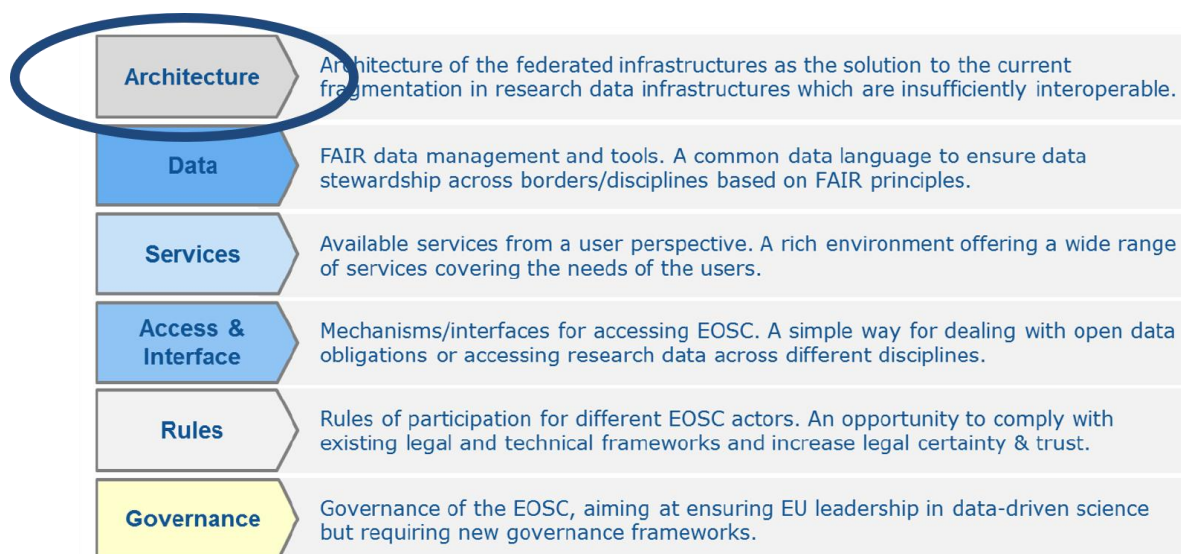 Architecture
Architecture of the federated infrastructures as the solution to the current
fragmentation in research data infrastructures which are insufficiently interoperable.
Data
FAIR data management and tools. A common data language to ensure data
stewardship across borders/disciplines based on FAIR principles.
Services
Available services from a user perspective. A rich environment offering a wide range
of services covering the needs of the users.
Access &
Interface
Mechanisms/interfaces for accessing EOSC. A simple way for dealing with open data
obligations or accessing research data across different disciplines.
Rules
Rules of participation for different EOSC actors. An opportunity to comply with
existing legal and technical frameworks and increase legal certainty & trust.
Governance
Governance of the EOSC, aiming at ensuring EU leadership in data-driven science
but requiring new governance frameworks.